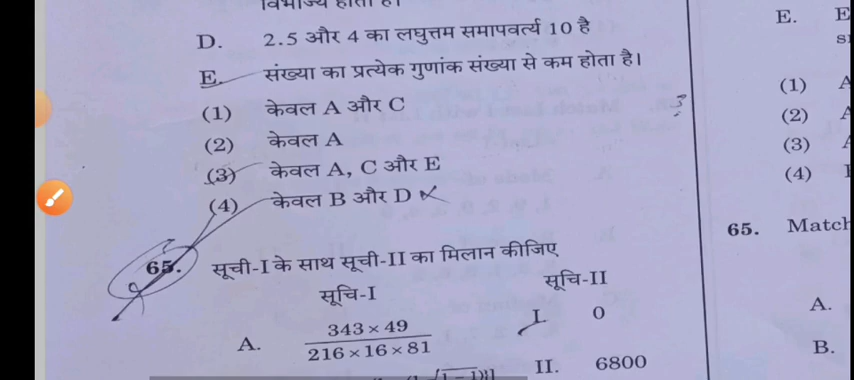 विभाज्य होता है।
D. 2.5 और 4 का लघुत्तम समापवर्त्य 10 है
E. संख्या का प्रत्येक गुणांक संख्या से कम होता है।
(1) केवल A और C
(2) केवल A
(3) केवल A, C और E
(4) केवल B और D
65. सूची-I के साथ सूची-II का मिलान कीजिए
सूचि-I सूचि-II
A. 343 × 49 / 216 × 16 × 81 I. 0
II. 6800
E. E
(1) A
(2) A
(3) A
(4)
65. Match
A.
B.